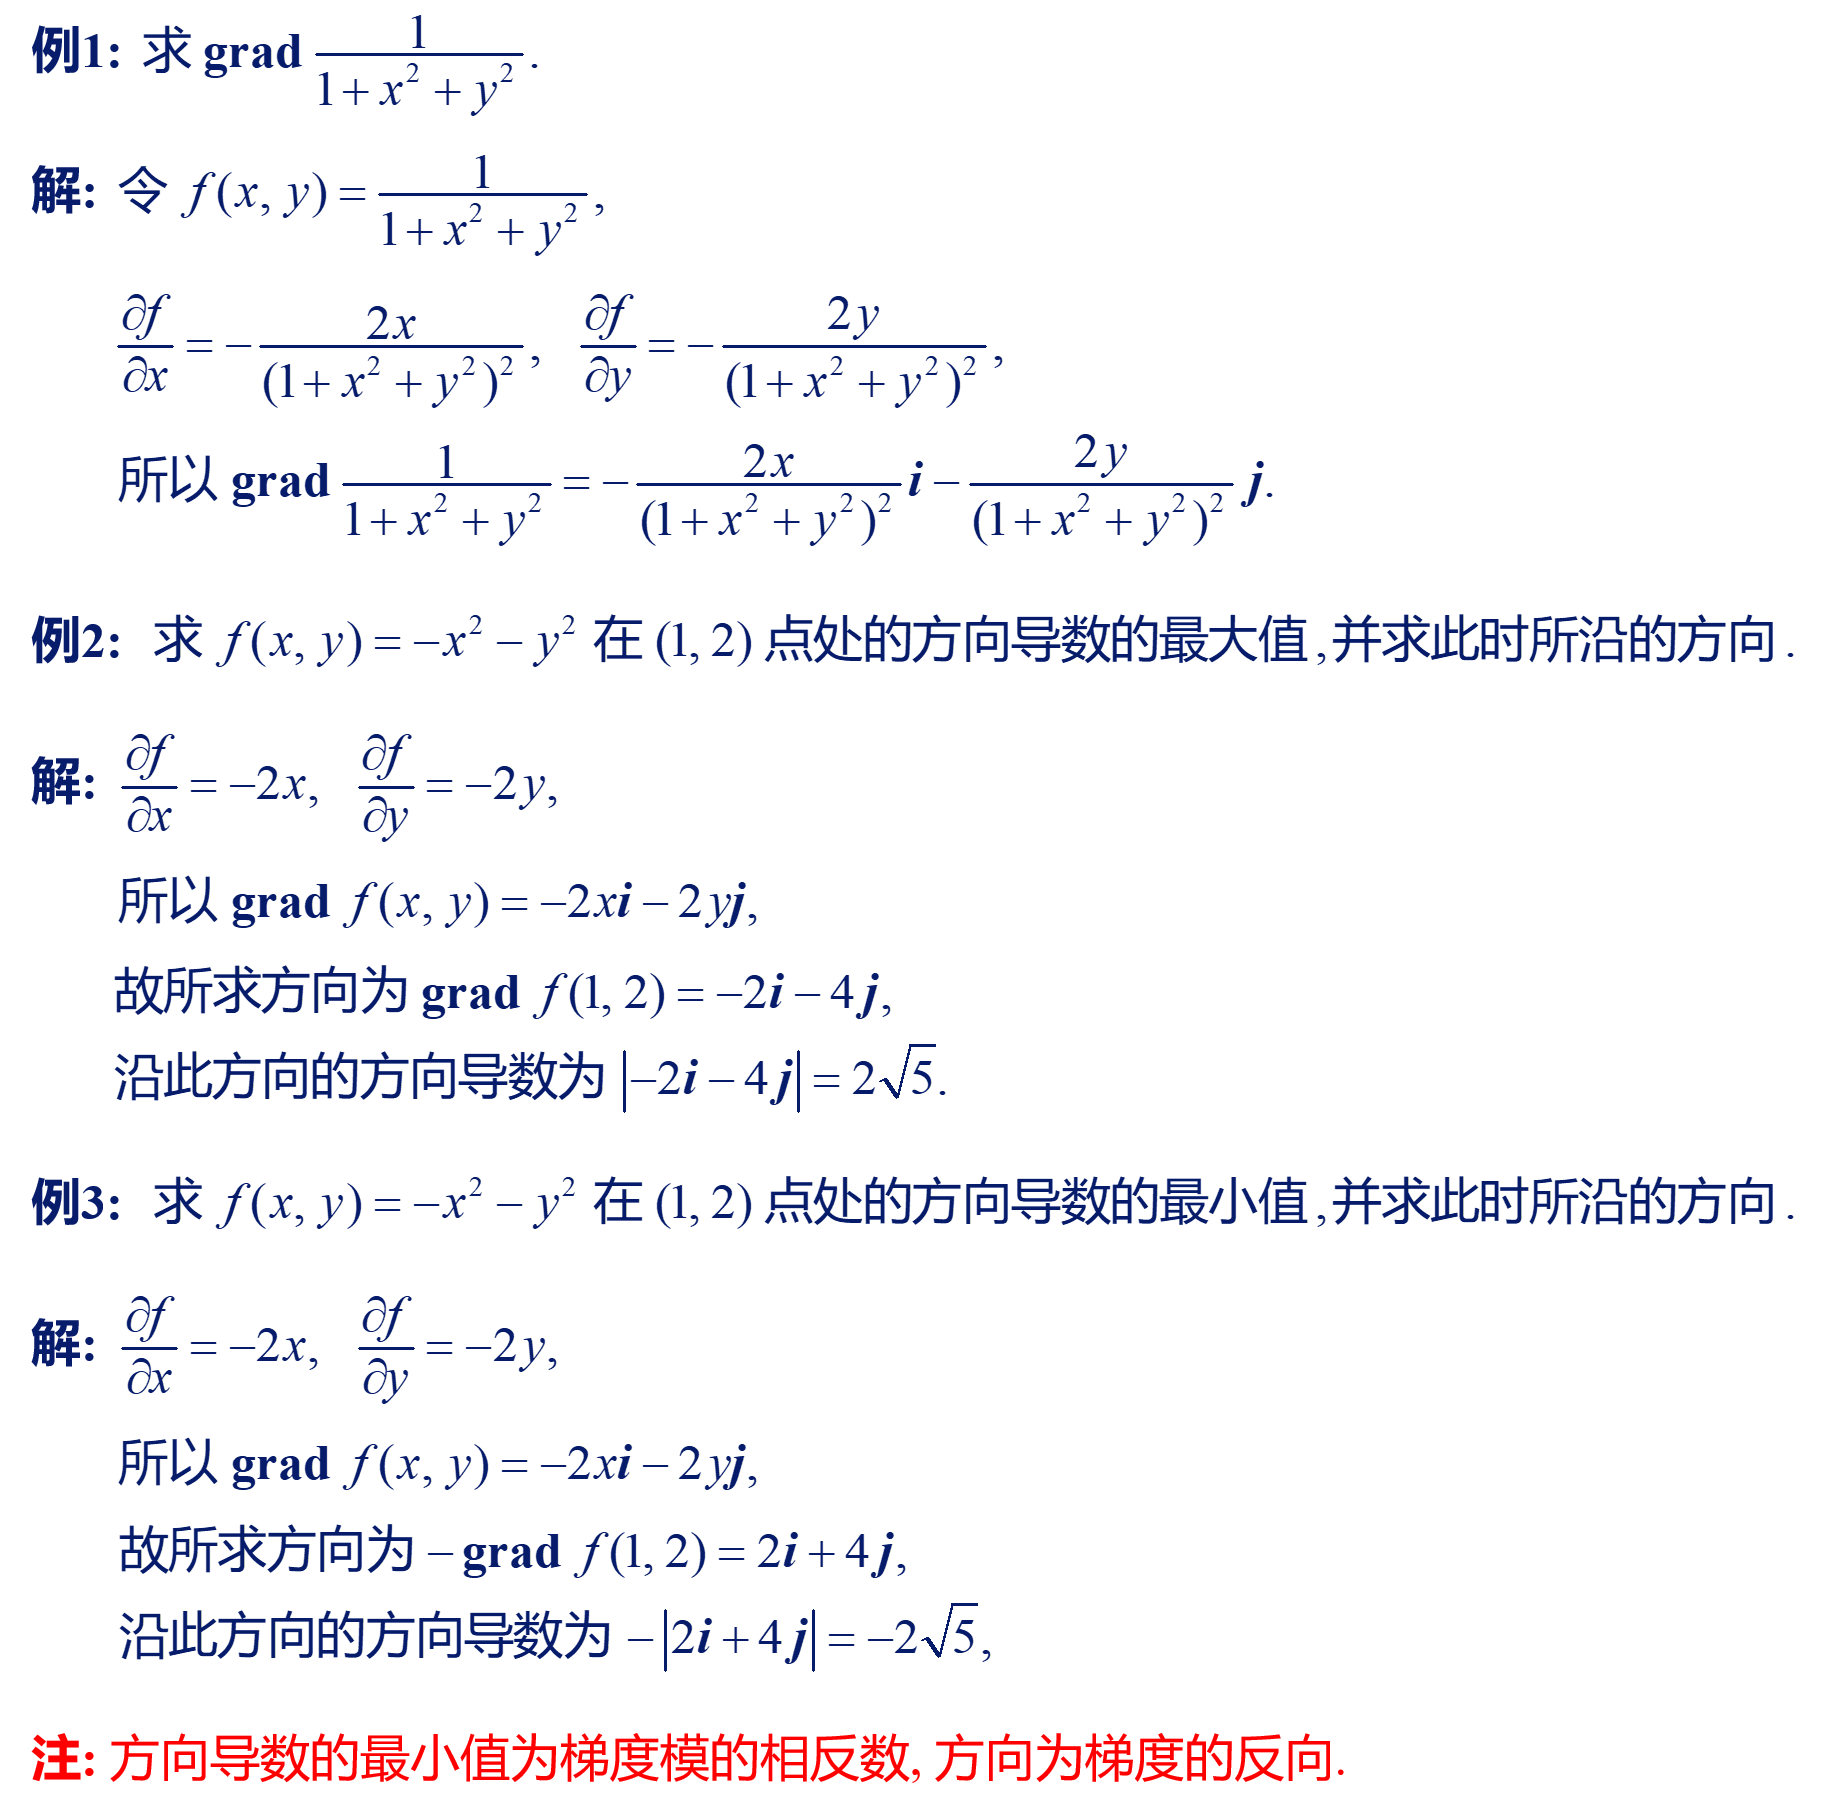 例1: 求 grad $\frac{1}{1+x^2+y^2}$.
解: 令 $f(x, y) = \frac{1}{1+x^2+y^2}$,
$\frac{\partial f}{\partial x} = -\frac{2x}{(1+x^2+y^2)^2}$, $\frac{\partial f}{\partial y} = -\frac{2y}{(1+x^2+y^2)^2}$,
所以 grad $\frac{1}{1+x^2+y^2} = -\frac{2x}{(1+x^2+y^2)^2}\boldsymbol{i} - \frac{2y}{(1+x^2+y^2)^2}\boldsymbol{j}$.
例2: 求 $f(x, y) = -x^2 - y^2$ 在 $(1, 2)$ 点处的方向导数的最大值,并求此时所沿的方向.
解: $\frac{\partial f}{\partial x} = -2x$, $\frac{\partial f}{\partial y} = -2y$,
所以 grad $f(x, y) = -2x\boldsymbol{i} - 2y\boldsymbol{j}$,
故所求方向为 grad $f(1, 2) = -2\boldsymbol{i} - 4\boldsymbol{j}$,
沿此方向的方向导数为 $|-2\boldsymbol{i} - 4\boldsymbol{j}| = 2\sqrt{5}$.
例3: 求 $f(x, y) = -x^2 - y^2$ 在 $(1, 2)$ 点处的方向导数的最小值,并求此时所沿的方向.
解: $\frac{\partial f}{\partial x} = -2x$, $\frac{\partial f}{\partial y} = -2y$,
所以 grad $f(x, y) = -2x\boldsymbol{i} - 2y\boldsymbol{j}$,
故所求方向为 $-$grad $f(1, 2) = 2\boldsymbol{i} + 4\boldsymbol{j}$,
沿此方向的方向导数为 $-|2\boldsymbol{i} + 4\boldsymbol{j}| = -2\sqrt{5}$,
注: 方向导数的最小值为梯度模的相反数, 方向为梯度的反向.